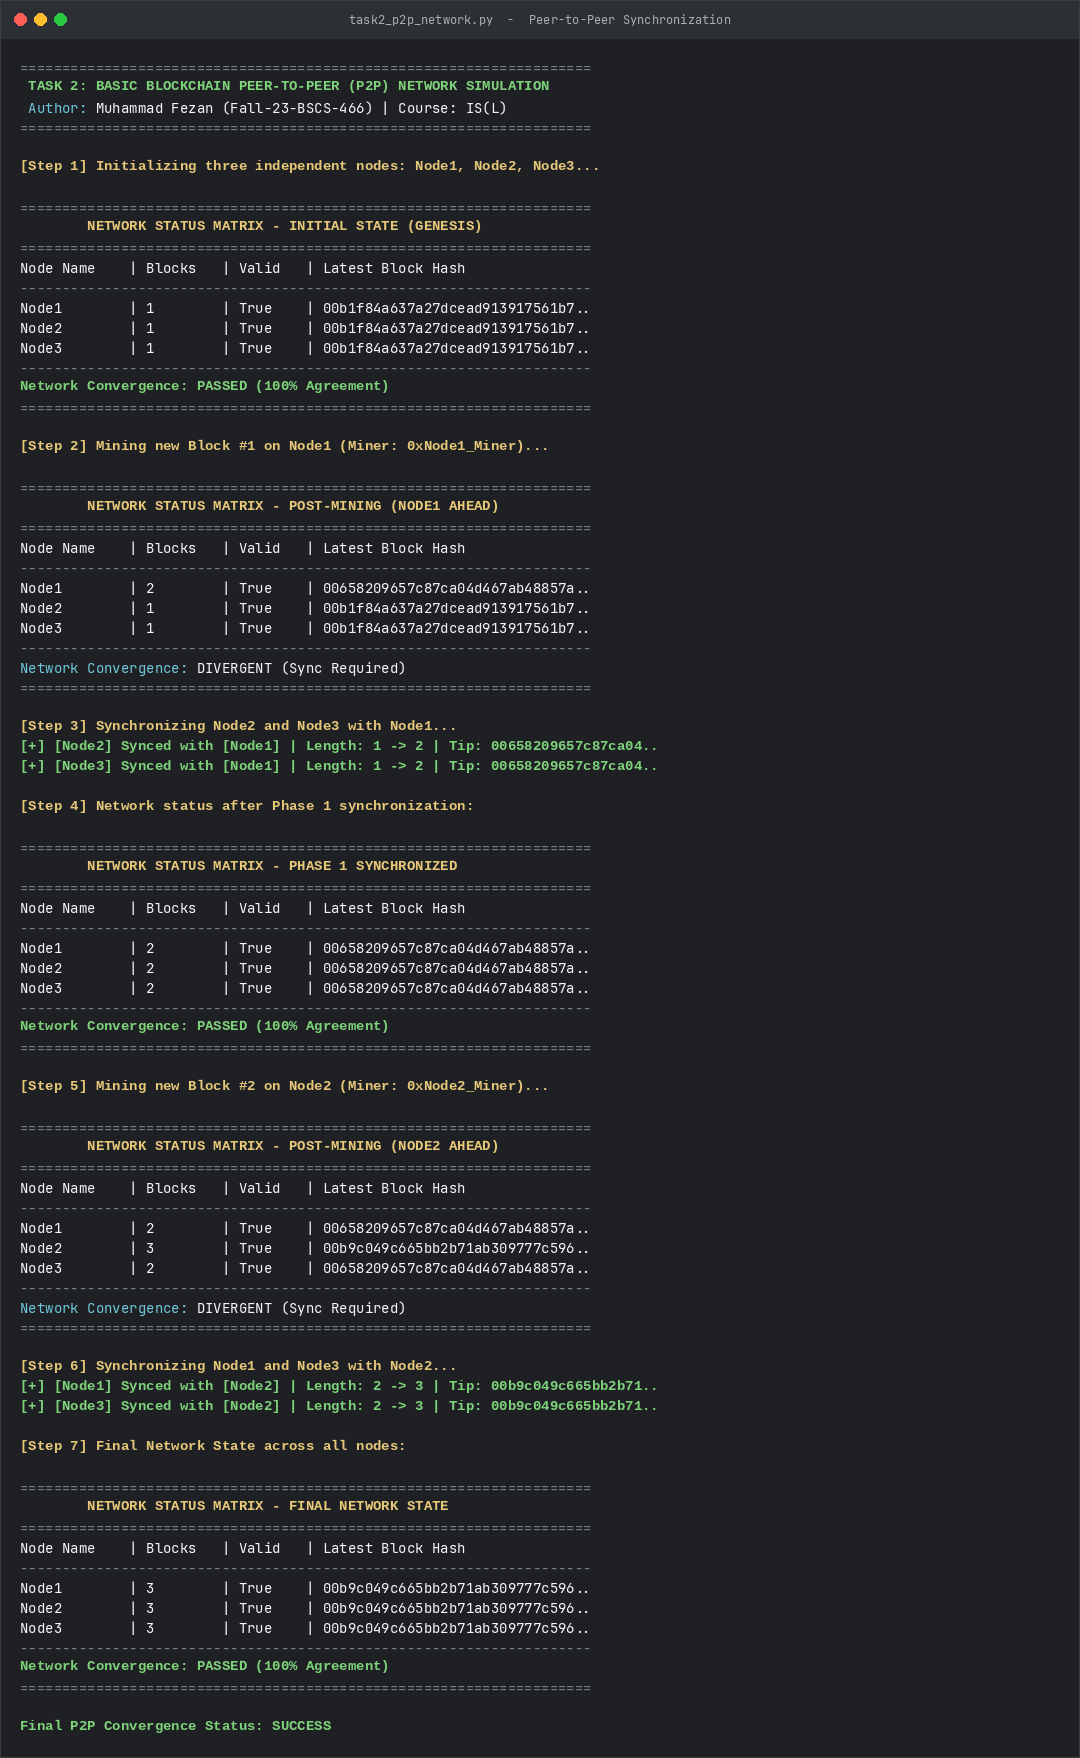 task2_p2p_network.py  -  Peer-to-Peer Synchronization
====================================================================
 TASK 2: BASIC BLOCKCHAIN PEER-TO-PEER (P2P) NETWORK SIMULATION
 Author: Muhammad Fezan (Fall-23-BSCS-466) | Course: IS(L)
====================================================================
[Step 1] Initializing three independent nodes: Node1, Node2, Node3...
====================================================================
        NETWORK STATUS MATRIX - INITIAL STATE (GENESIS)
====================================================================
Node Name    | Blocks   | Valid   | Latest Block Hash
--------------------------------------------------------------------
Node1        | 1        | True    | 00b1f84a637a27dcead913917561b7..
Node2        | 1        | True    | 00b1f84a637a27dcead913917561b7..
Node3        | 1        | True    | 00b1f84a637a27dcead913917561b7..
--------------------------------------------------------------------
Network Convergence: PASSED (100% Agreement)
====================================================================
[Step 2] Mining new Block #1 on Node1 (Miner: 0xNode1_Miner)...
====================================================================
        NETWORK STATUS MATRIX - POST-MINING (NODE1 AHEAD)
====================================================================
Node Name    | Blocks   | Valid   | Latest Block Hash
--------------------------------------------------------------------
Node1        | 2        | True    | 00658209657c87ca04d467ab48857a..
Node2        | 1        | True    | 00b1f84a637a27dcead913917561b7..
Node3        | 1        | True    | 00b1f84a637a27dcead913917561b7..
--------------------------------------------------------------------
Network Convergence: DIVERGENT (Sync Required)
====================================================================
[Step 3] Synchronizing Node2 and Node3 with Node1...
[+] [Node2] Synced with [Node1] | Length: 1 -> 2 | Tip: 00658209657c87ca04..
[+] [Node3] Synced with [Node1] | Length: 1 -> 2 | Tip: 00658209657c87ca04..
[Step 4] Network status after Phase 1 synchronization:
====================================================================
        NETWORK STATUS MATRIX - PHASE 1 SYNCHRONIZED
====================================================================
Node Name    | Blocks   | Valid   | Latest Block Hash
--------------------------------------------------------------------
Node1        | 2        | True    | 00658209657c87ca04d467ab48857a..
Node2        | 2        | True    | 00658209657c87ca04d467ab48857a..
Node3        | 2        | True    | 00658209657c87ca04d467ab48857a..
--------------------------------------------------------------------
Network Convergence: PASSED (100% Agreement)
====================================================================
[Step 5] Mining new Block #2 on Node2 (Miner: 0xNode2_Miner)...
====================================================================
        NETWORK STATUS MATRIX - POST-MINING (NODE2 AHEAD)
====================================================================
Node Name    | Blocks   | Valid   | Latest Block Hash
--------------------------------------------------------------------
Node1        | 2        | True    | 00658209657c87ca04d467ab48857a..
Node2        | 3        | True    | 00b9c049c665bb2b71ab309777c596..
Node3        | 2        | True    | 00658209657c87ca04d467ab48857a..
--------------------------------------------------------------------
Network Convergence: DIVERGENT (Sync Required)
====================================================================
[Step 6] Synchronizing Node1 and Node3 with Node2...
[+] [Node1] Synced with [Node2] | Length: 2 -> 3 | Tip: 00b9c049c665bb2b71..
[+] [Node3] Synced with [Node2] | Length: 2 -> 3 | Tip: 00b9c049c665bb2b71..
[Step 7] Final Network State across all nodes:
====================================================================
        NETWORK STATUS MATRIX - FINAL NETWORK STATE
====================================================================
Node Name    | Blocks   | Valid   | Latest Block Hash
--------------------------------------------------------------------
Node1        | 3        | True    | 00b9c049c665bb2b71ab309777c596..
Node2        | 3        | True    | 00b9c049c665bb2b71ab309777c596..
Node3        | 3        | True    | 00b9c049c665bb2b71ab309777c596..
--------------------------------------------------------------------
Network Convergence: PASSED (100% Agreement)
====================================================================
Final P2P Convergence Status: SUCCESS